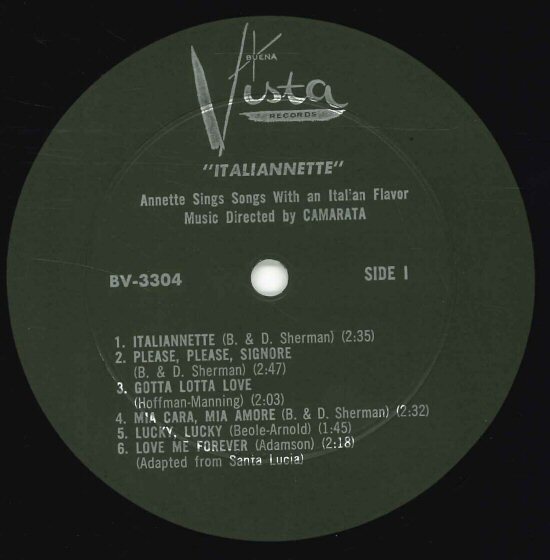 BUENA
Vista
RECORDS
"ITALIANNETTE"
Annette Sings Songs With an Italian Flavor
Music Directed by CAMARATA
BV-3304
SIDE I
1. ITALIANNETTE (B. & D. Sherman) (2:35)
2. PLEASE, PLEASE, SIGNORE
(B. & D. Sherman) (2:47)
3. GOTTA LOTTA LOVE
(Hoffman-Manning) (2:03)
4. MIA CARA, MIA AMORE (B. & D. Sherman) (2:32)
5. LUCKY, LUCKY (Beole-Arnold) (1:45)
6. LOVE ME FOREVER (Adamson) (2:18)
(Adapted from Santa Lucia)